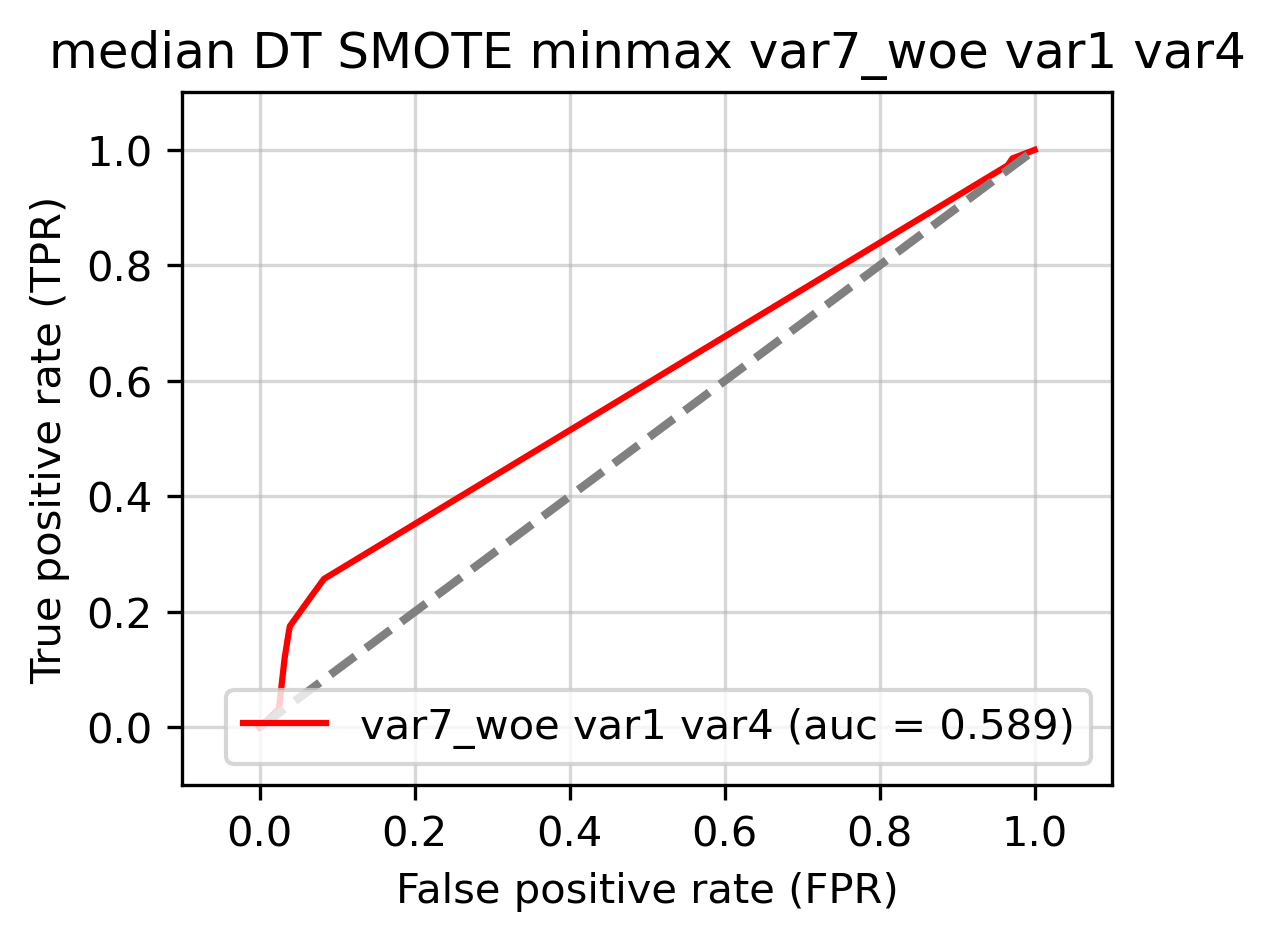 median DT SMOTE minmax var7_woe var1 var4
True positive rate (TPR)
1.0
0.8
0.6
0.4
0.2
0.0
var7_woe var1 var4 (auc = 0.589)
0.0 0.2 0.4 0.6 0.8 1.0
False positive rate (FPR)